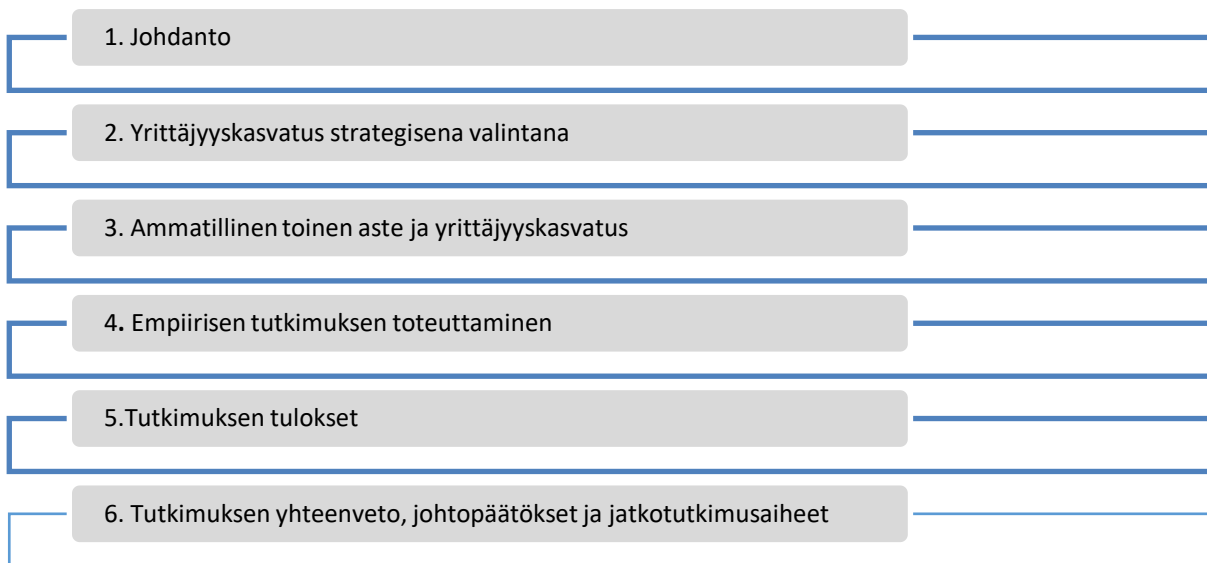 1. Johdanto
2. Yrittäjyyskasvatus strategisena valintana
3. Ammatillinen toinen aste ja yrittäjyyskasvatus
4. Empiirisen tutkimuksen toteuttaminen
5.Tutkimuksen tulokset
6. Tutkimuksen yhteenveto, johtopäätökset ja jatkotutkimusaiheet